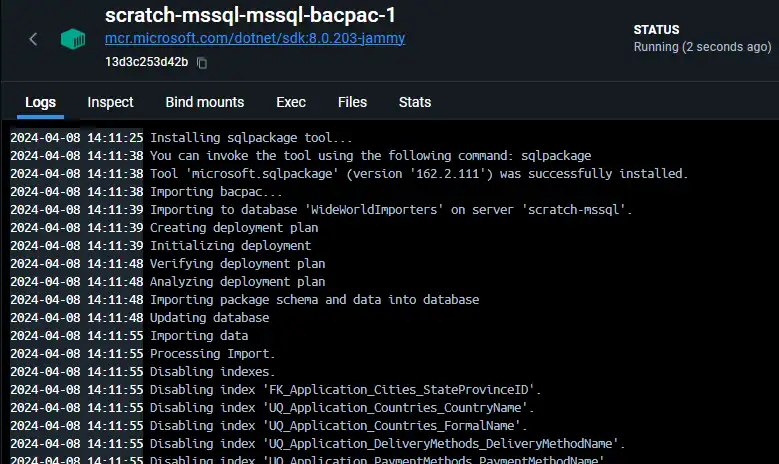 scratch-mssql-mssql-bacpac-1
mcr.microsoft.com/dotnet/sdk:8.0.203-jammy
13d3c253d42b
STATUS
Running (2 seconds ago)
Logs Inspect Bind mounts Exec Files Stats
2024-04-08 14:11:25 Installing sqlpackage tool...
2024-04-08 14:11:38 You can invoke the tool using the following command: sqlpackage
2024-04-08 14:11:38 Tool 'microsoft.sqlpackage' (version '162.2.111') was successfully installed.
2024-04-08 14:11:38 Importing bacpac...
2024-04-08 14:11:39 Importing to database 'WideWorldImporters' on server 'scratch-mssql'.
2024-04-08 14:11:39 Creating deployment plan
2024-04-08 14:11:39 Initializing deployment
2024-04-08 14:11:48 Verifying deployment plan
2024-04-08 14:11:48 Analyzing deployment plan
2024-04-08 14:11:48 Importing package schema and data into database
2024-04-08 14:11:48 Updating database
2024-04-08 14:11:55 Importing data
2024-04-08 14:11:55 Processing Import.
2024-04-08 14:11:55 Disabling indexes.
2024-04-08 14:11:55 Disabling index 'FK_Application_Cities_StateProvinceID'.
2024-04-08 14:11:55 Disabling index 'UQ_Application_Countries_CountryName'.
2024-04-08 14:11:55 Disabling index 'UQ_Application_Countries_FormalName'.
2024-04-08 14:11:55 Disabling index 'UQ_Application_DeliveryMethods_DeliveryMethodName'.
2024-04-08 14:11:55 Disabling index 'UQ_Application_PaymentMethods_PaymentMethodName'